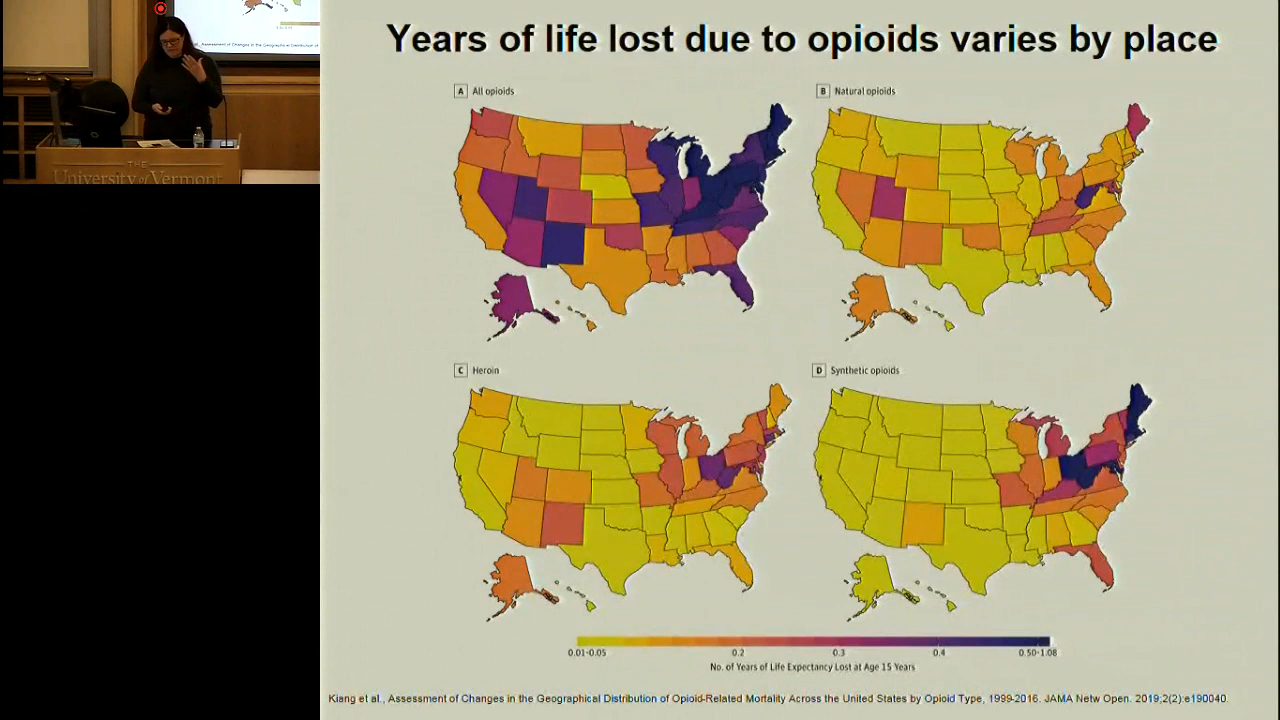 Years of life lost due to opioids varies by place
A All opioids
B Natural opioids
C Heroin
D Synthetic opioids
0.01-0.05 0.2 0.3 0.4 0.50-1.08
No. of Years of Life Expectancy Lost at Age 15 Years
Kiang et al., Assessment of Changes in the Geographical Distribution of Opioid-Related Mortality Across the United States by Opioid Type, 1999-2016. JAMA Netw Open. 2019;2(2):e190040.
THE
University of Vermont